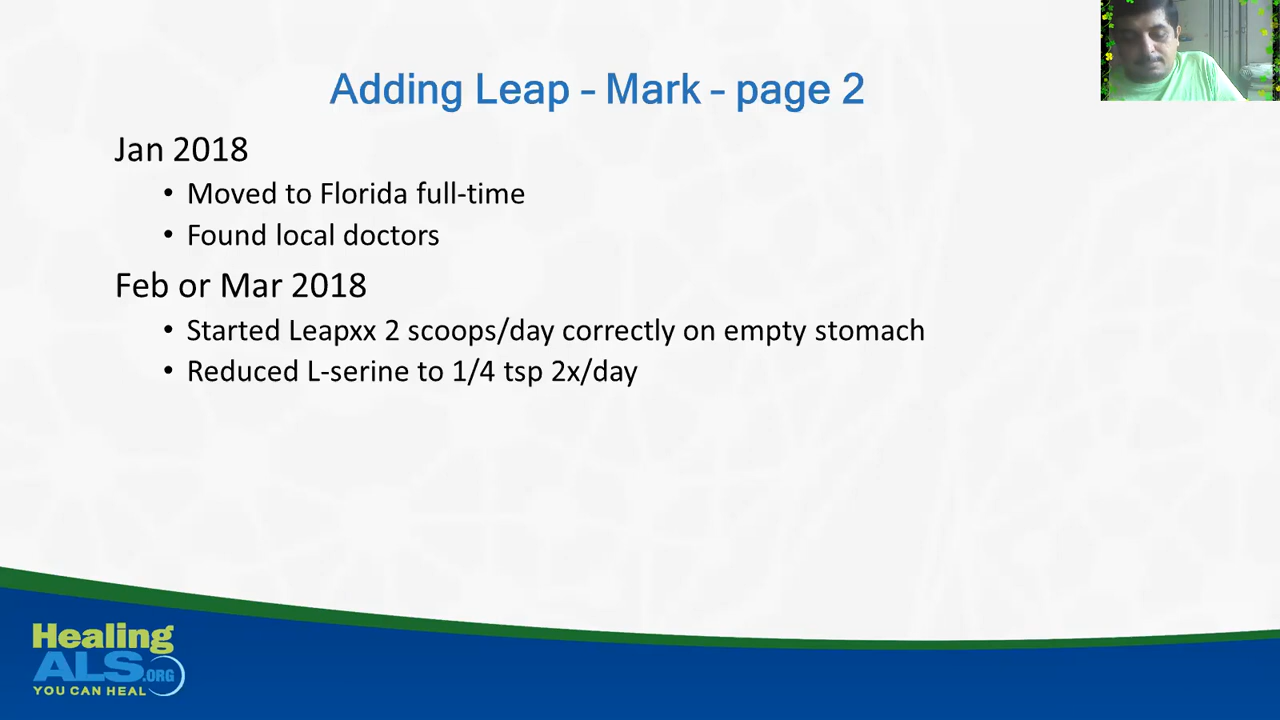 Adding Leap - Mark - page 2
Jan 2018
• Moved to Florida full-time
• Found local doctors
Feb or Mar 2018
• Started Leapxx 2 scoops/day correctly on empty stomach
• Reduced L-serine to 1/4 tsp 2x/day
Healing
ALS.ORG
YOU CAN HEAL